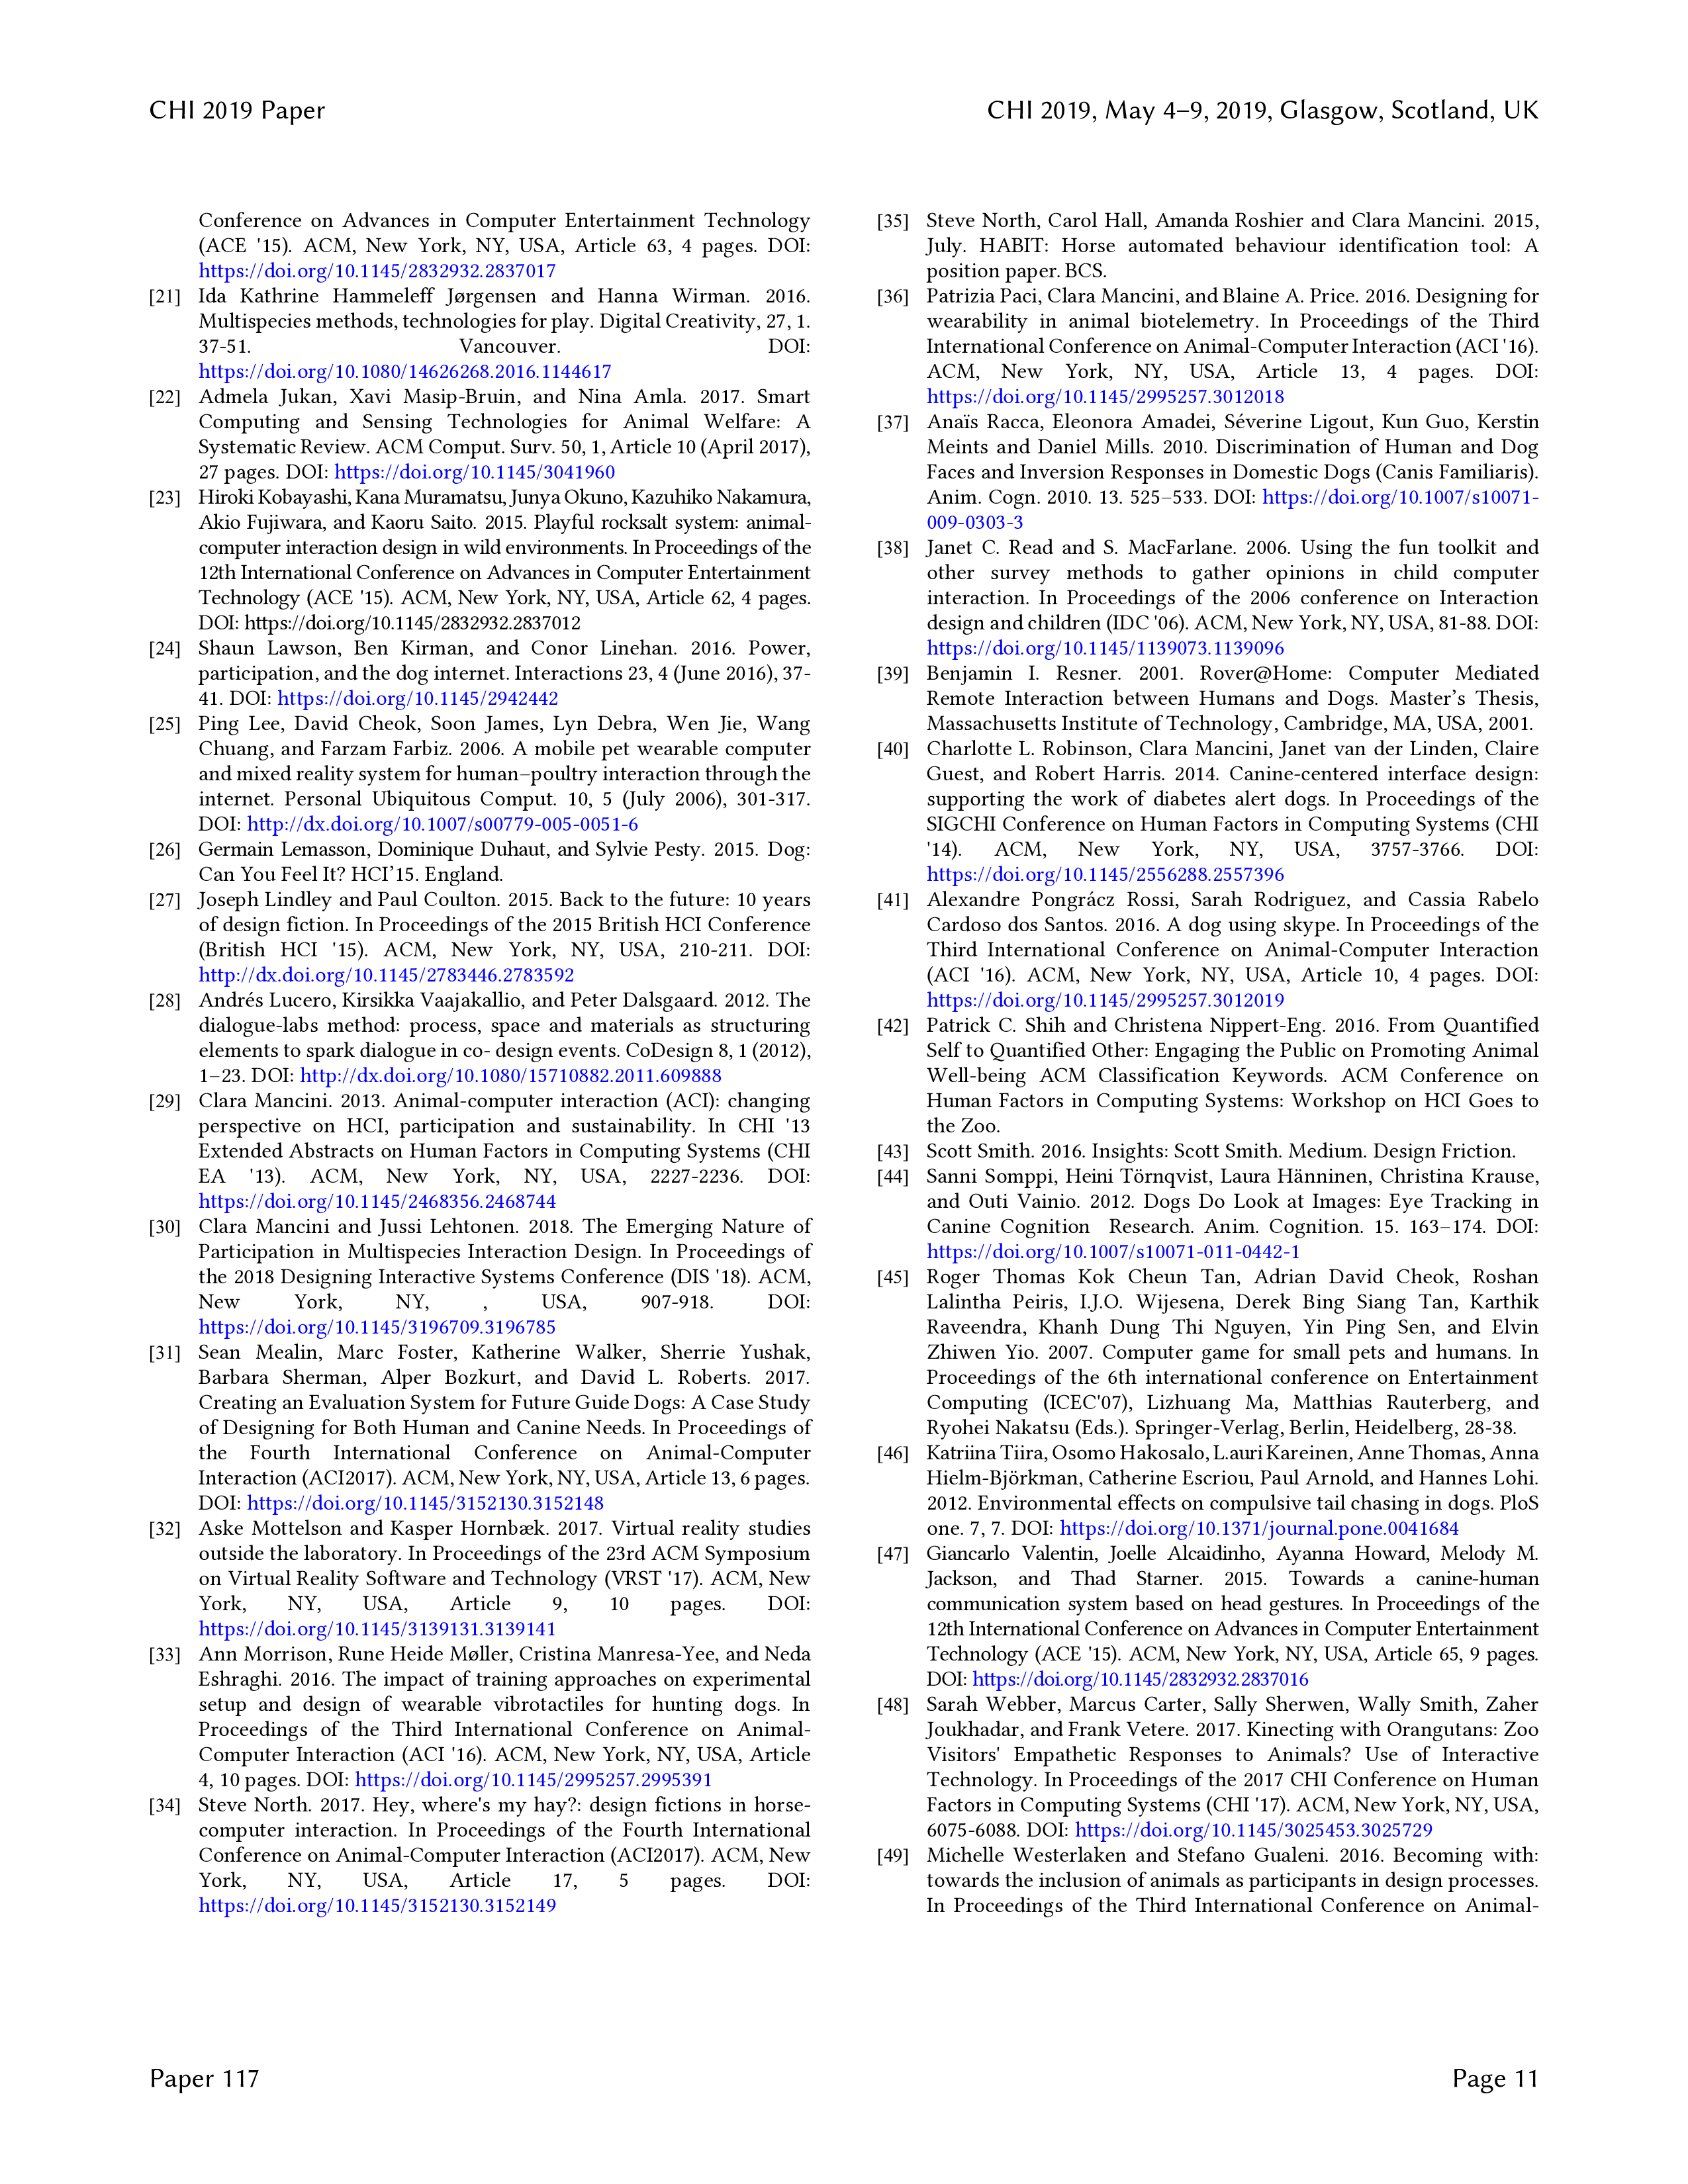 CHI 2019 Paper
CHI 2019, May 4–9, 2019, Glasgow, Scotland, UK
Conference on Advances in Computer Entertainment Technology
(ACE '15). ACM, New York, NY, USA, Article 63, 4 pages. DOI:
https://doi.org/10.1145/2832932.2837017
[21] Ida Kathrine Hammeleff Jørgensen and Hanna Wirman. 2016.
Multispecies methods, technologies for play. Digital Creativity, 27, 1.
37-51. Vancouver. DOI:
https://doi.org/10.1080/14626268.2016.1144617
[22] Admela Jukan, Xavi Masip-Bruin, and Nina Amla. 2017. Smart
Computing and Sensing Technologies for Animal Welfare: A
Systematic Review. ACM Comput. Surv. 50, 1, Article 10 (April 2017),
27 pages. DOI: https://doi.org/10.1145/3041960
[23] Hiroki Kobayashi, Kana Muramatsu, Junya Okuno, Kazuhiko Nakamura,
Akio Fujiwara, and Kaoru Saito. 2015. Playful rocksalt system: animal-
computer interaction design in wild environments. In Proceedings of the
12th International Conference on Advances in Computer Entertainment
Technology (ACE '15). ACM, New York, NY, USA, Article 62, 4 pages.
DOI: https://doi.org/10.1145/2832932.2837012
[24] Shaun Lawson, Ben Kirman, and Conor Linehan. 2016. Power,
participation, and the dog internet. Interactions 23, 4 (June 2016), 37-
41. DOI: https://doi.org/10.1145/2942442
[25] Ping Lee, David Cheok, Soon James, Lyn Debra, Wen Jie, Wang
Chuang, and Farzam Farbiz. 2006. A mobile pet wearable computer
and mixed reality system for human–poultry interaction through the
internet. Personal Ubiquitous Comput. 10, 5 (July 2006), 301-317.
DOI: http://dx.doi.org/10.1007/s00779-005-0051-6
[26] Germain Lemasson, Dominique Duhaut, and Sylvie Pesty. 2015. Dog:
Can You Feel It? HCI’15. England.
[27] Joseph Lindley and Paul Coulton. 2015. Back to the future: 10 years
of design fiction. In Proceedings of the 2015 British HCI Conference
(British HCI '15). ACM, New York, NY, USA, 210-211. DOI:
http://dx.doi.org/10.1145/2783446.2783592
[28] Andrés Lucero, Kirsikka Vaajakallio, and Peter Dalsgaard. 2012. The
dialogue-labs method: process, space and materials as structuring
elements to spark dialogue in co- design events. CoDesign 8, 1 (2012),
1–23. DOI: http://dx.doi.org/10.1080/15710882.2011.609888
[29] Clara Mancini. 2013. Animal-computer interaction (ACI): changing
perspective on HCI, participation and sustainability. In CHI '13
Extended Abstracts on Human Factors in Computing Systems (CHI
EA '13). ACM, New York, NY, USA, 2227-2236. DOI:
https://doi.org/10.1145/2468356.2468744
[30] Clara Mancini and Jussi Lehtonen. 2018. The Emerging Nature of
Participation in Multispecies Interaction Design. In Proceedings of
the 2018 Designing Interactive Systems Conference (DIS '18). ACM,
New York, NY, , USA, 907-918. DOI:
https://doi.org/10.1145/3196709.3196785
[31] Sean Mealin, Marc Foster, Katherine Walker, Sherrie Yushak,
Barbara Sherman, Alper Bozkurt, and David L. Roberts. 2017.
Creating an Evaluation System for Future Guide Dogs: A Case Study
of Designing for Both Human and Canine Needs. In Proceedings of
the Fourth International Conference on Animal-Computer
Interaction (ACI2017). ACM, New York, NY, USA, Article 13, 6 pages.
DOI: https://doi.org/10.1145/3152130.3152148
[32] Aske Mottelson and Kasper Hornbæk. 2017. Virtual reality studies
outside the laboratory. In Proceedings of the 23rd ACM Symposium
on Virtual Reality Software and Technology (VRST '17). ACM, New
York, NY, USA, Article 9, 10 pages. DOI:
https://doi.org/10.1145/3139131.3139141
[33] Ann Morrison, Rune Heide Møller, Cristina Manresa-Yee, and Neda
Eshraghi. 2016. The impact of training approaches on experimental
setup and design of wearable vibrotactiles for hunting dogs. In
Proceedings of the Third International Conference on Animal-
Computer Interaction (ACI '16). ACM, New York, NY, USA, Article
4, 10 pages. DOI: https://doi.org/10.1145/2995257.2995391
[34] Steve North. 2017. Hey, where's my hay?: design fictions in horse-
computer interaction. In Proceedings of the Fourth International
Conference on Animal-Computer Interaction (ACI2017). ACM, New
York, NY, USA, Article 17, 5 pages. DOI:
https://doi.org/10.1145/3152130.3152149
[35] Steve North, Carol Hall, Amanda Roshier and Clara Mancini. 2015,
July. HABIT: Horse automated behaviour identification tool: A
position paper. BCS.
[36] Patrizia Paci, Clara Mancini, and Blaine A. Price. 2016. Designing for
wearability in animal biotelemetry. In Proceedings of the Third
International Conference on Animal-Computer Interaction (ACI '16).
ACM, New York, NY, USA, Article 13, 4 pages. DOI:
https://doi.org/10.1145/2995257.3012018
[37] Anaïs Racca, Eleonora Amadei, Séverine Ligout, Kun Guo, Kerstin
Meints and Daniel Mills. 2010. Discrimination of Human and Dog
Faces and Inversion Responses in Domestic Dogs (Canis Familiaris).
Anim. Cogn. 2010. 13. 525–533. DOI: https://doi.org/10.1007/s10071-
009-0303-3
[38] Janet C. Read and S. MacFarlane. 2006. Using the fun toolkit and
other survey methods to gather opinions in child computer
interaction. In Proceedings of the 2006 conference on Interaction
design and children (IDC '06). ACM, New York, NY, USA, 81-88. DOI:
https://doi.org/10.1145/1139073.1139096
[39] Benjamin I. Resner. 2001. Rover@Home: Computer Mediated
Remote Interaction between Humans and Dogs. Master’s Thesis,
Massachusetts Institute of Technology, Cambridge, MA, USA, 2001.
[40] Charlotte L. Robinson, Clara Mancini, Janet van der Linden, Claire
Guest, and Robert Harris. 2014. Canine-centered interface design:
supporting the work of diabetes alert dogs. In Proceedings of the
SIGCHI Conference on Human Factors in Computing Systems (CHI
'14). ACM, New York, NY, USA, 3757-3766. DOI:
https://doi.org/10.1145/2556288.2557396
[41] Alexandre Pongrácz Rossi, Sarah Rodriguez, and Cassia Rabelo
Cardoso dos Santos. 2016. A dog using skype. In Proceedings of the
Third International Conference on Animal-Computer Interaction
(ACI '16). ACM, New York, NY, USA, Article 10, 4 pages. DOI:
https://doi.org/10.1145/2995257.3012019
[42] Patrick C. Shih and Christena Nippert-Eng. 2016. From Quantified
Self to Quantified Other: Engaging the Public on Promoting Animal
Well-being ACM Classification Keywords. ACM Conference on
Human Factors in Computing Systems: Workshop on HCI Goes to
the Zoo.
[43] Scott Smith. 2016. Insights: Scott Smith. Medium. Design Friction.
[44] Sanni Somppi, Heini Törnqvist, Laura Hänninen, Christina Krause,
and Outi Vainio. 2012. Dogs Do Look at Images: Eye Tracking in
Canine Cognition Research. Anim. Cognition. 15. 163–174. DOI:
https://doi.org/10.1007/s10071-011-0442-1
[45] Roger Thomas Kok Cheun Tan, Adrian David Cheok, Roshan
Lalintha Peiris, I.J.O. Wijesena, Derek Bing Siang Tan, Karthik
Raveendra, Khanh Dung Thi Nguyen, Yin Ping Sen, and Elvin
Zhiwen Yio. 2007. Computer game for small pets and humans. In
Proceedings of the 6th international conference on Entertainment
Computing (ICEC'07), Lizhuang Ma, Matthias Rauterberg, and
Ryohei Nakatsu (Eds.). Springer-Verlag, Berlin, Heidelberg, 28-38.
[46] Katriina Tiira, Osomo Hakosalo, L.auri Kareinen, Anne Thomas, Anna
Hielm-Björkman, Catherine Escriou, Paul Arnold, and Hannes Lohi.
2012. Environmental effects on compulsive tail chasing in dogs. PloS
one. 7, 7. DOI: https://doi.org/10.1371/journal.pone.0041684
[47] Giancarlo Valentin, Joelle Alcaidinho, Ayanna Howard, Melody M.
Jackson, and Thad Starner. 2015. Towards a canine-human
communication system based on head gestures. In Proceedings of the
12th International Conference on Advances in Computer Entertainment
Technology (ACE '15). ACM, New York, NY, USA, Article 65, 9 pages.
DOI: https://doi.org/10.1145/2832932.2837016
[48] Sarah Webber, Marcus Carter, Sally Sherwen, Wally Smith, Zaher
Joukhadar, and Frank Vetere. 2017. Kinecting with Orangutans: Zoo
Visitors' Empathetic Responses to Animals? Use of Interactive
Technology. In Proceedings of the 2017 CHI Conference on Human
Factors in Computing Systems (CHI '17). ACM, New York, NY, USA,
6075-6088. DOI: https://doi.org/10.1145/3025453.3025729
[49] Michelle Westerlaken and Stefano Gualeni. 2016. Becoming with:
towards the inclusion of animals as participants in design processes.
In Proceedings of the Third International Conference on Animal-
Paper 117
Page 11